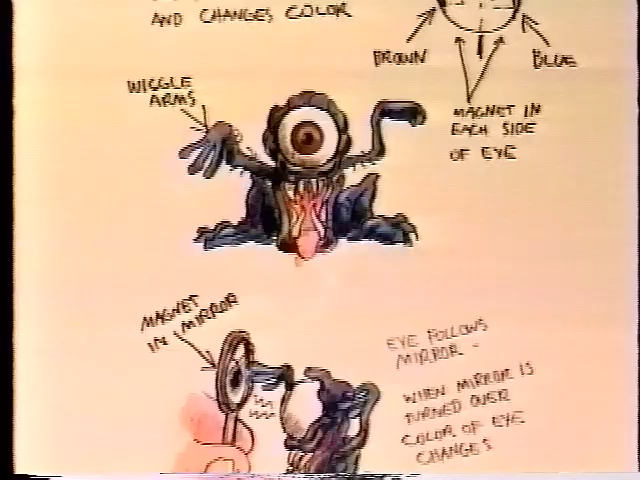 AND CHANGES COLOR
BROWN
BLUE
WIGGLE
ARMS
MAGNET IN
EACH SIDE
OF EYE
MAGNET
IN MIRROR
EYE FOLLOWS
MIRROR -
WHEN MIRROR IS
TURNED OVER
COLOR OF EYE
CHANGES